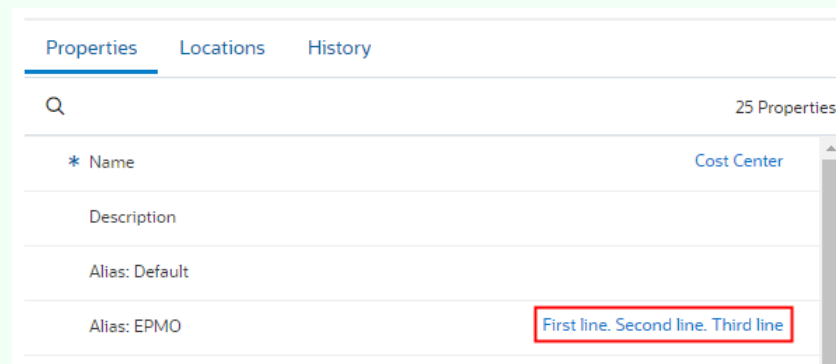 Properties Locations History
25 Properties
* Name Cost Center
Description
Alias: Default
Alias: EPMO First line. Second line. Third line